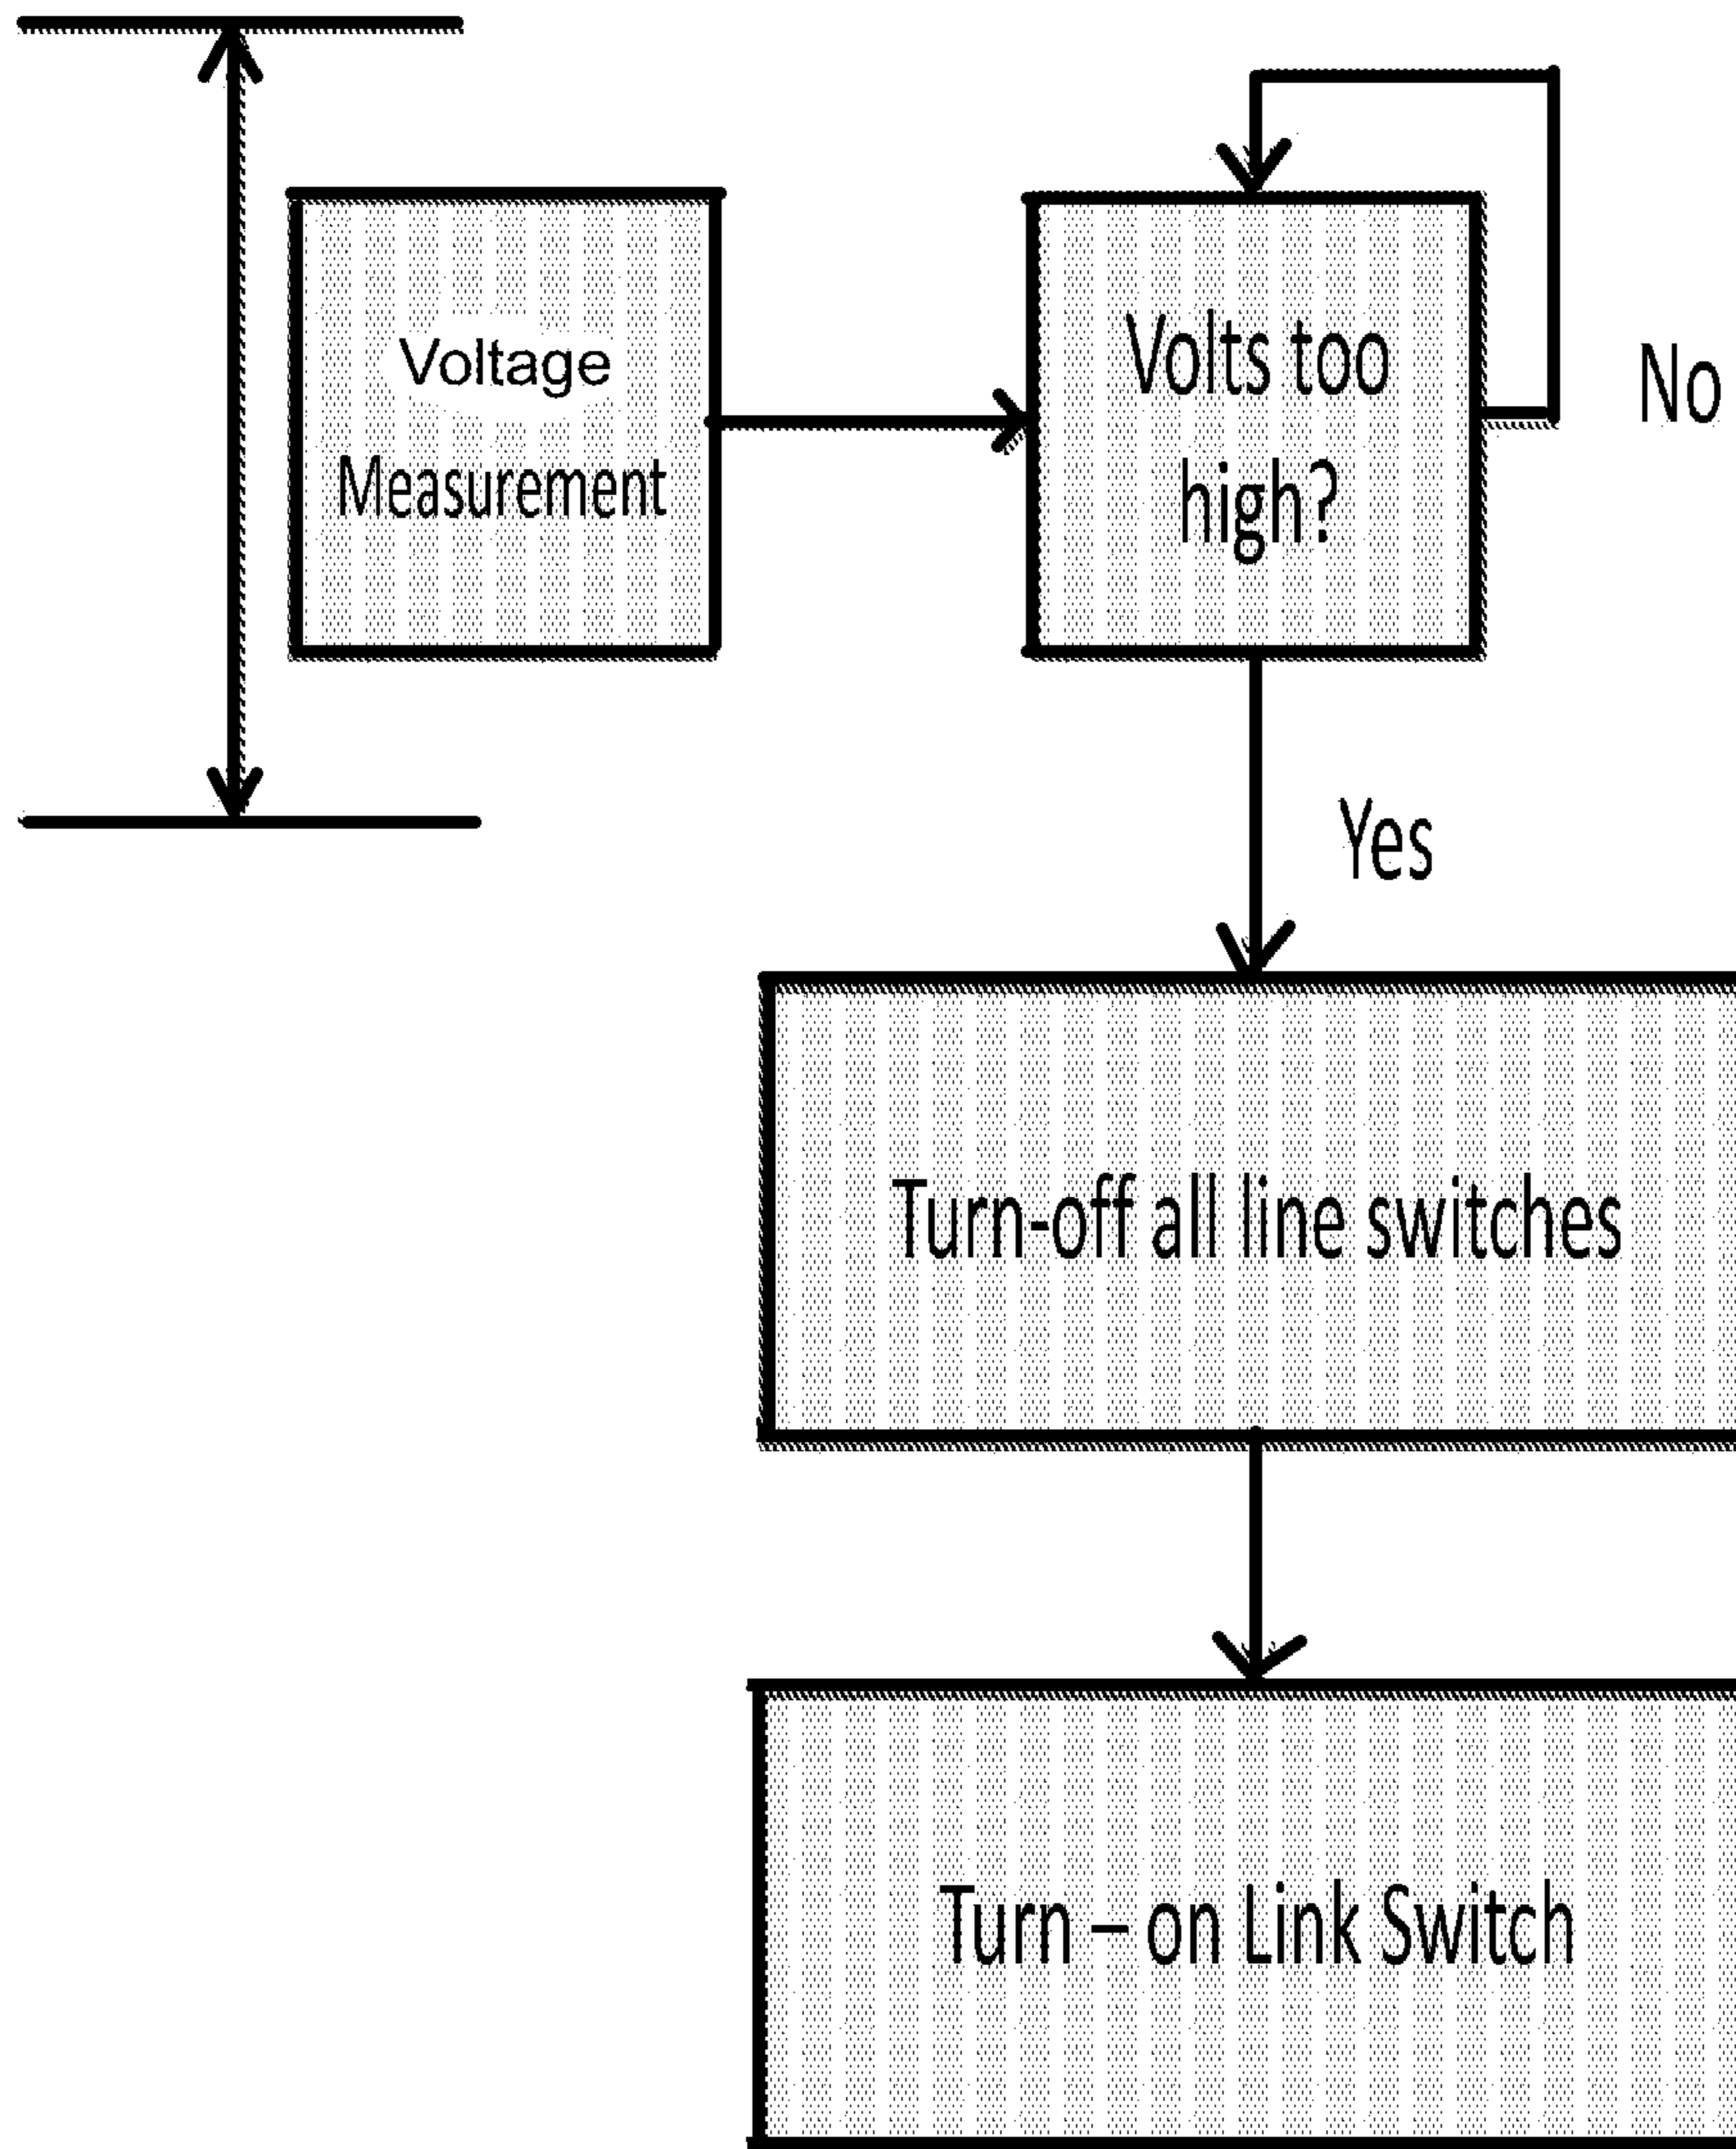 Voltage
Measurement
Volts too
high?
No
Yes
Turn-off all line switches
Turn – on Link Switch